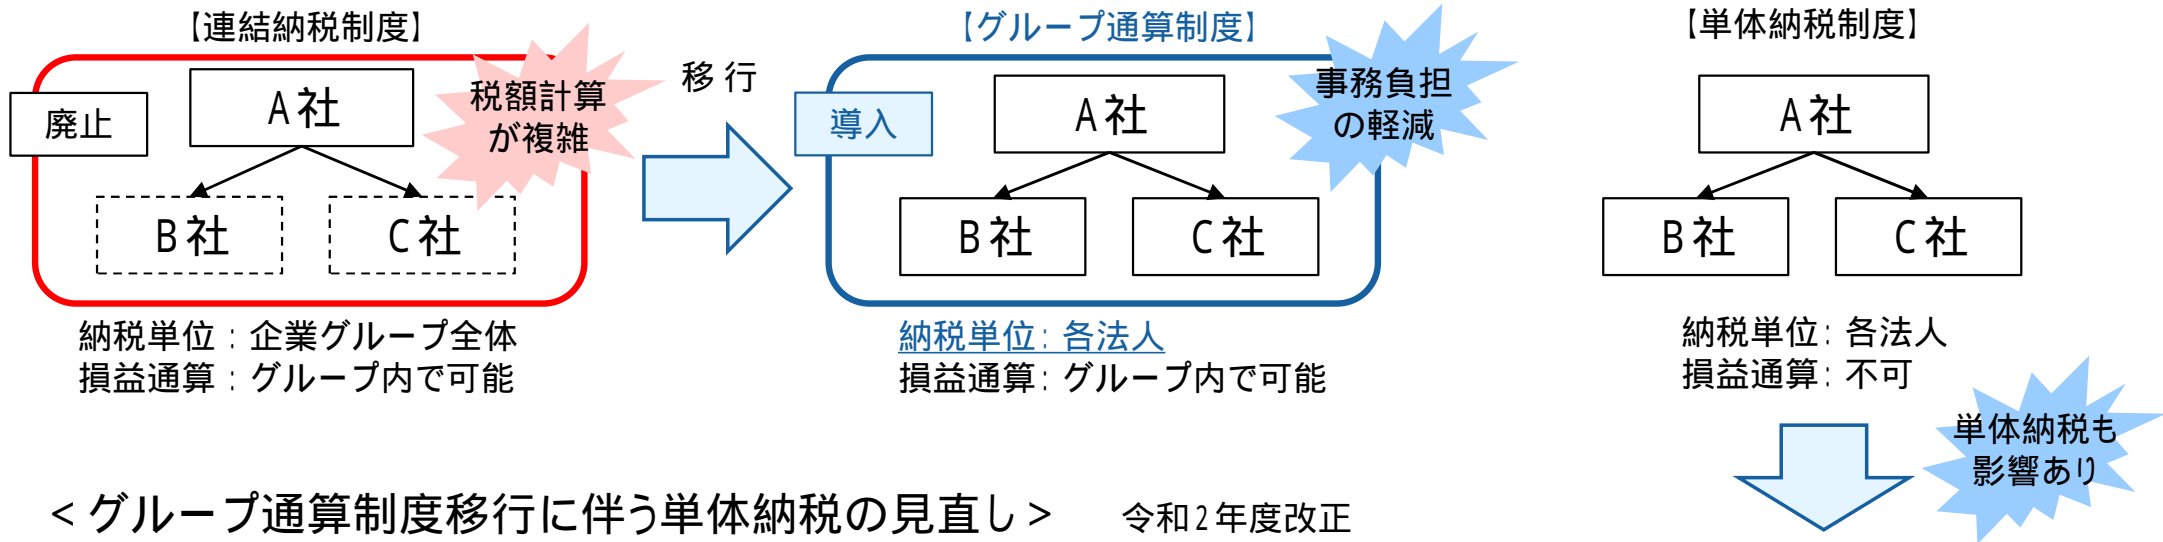 【連結納税制度】
廃止
A社
税額計算
が複雑
B社
C社
納税単位：企業グループ全体
損益通算：グループ内で可能
移行
【グループ通算制度】
導入
A社
事務負担
の軽減
B社
C社
納税単位：各法人
損益通算：グループ内で可能
【単体納税制度】
A社
B社
C社
納税単位：各法人
損益通算：不可
単体納税も
影響あり
＜グループ通算制度移行に伴う単体納税の見直し＞　令和2年度改正